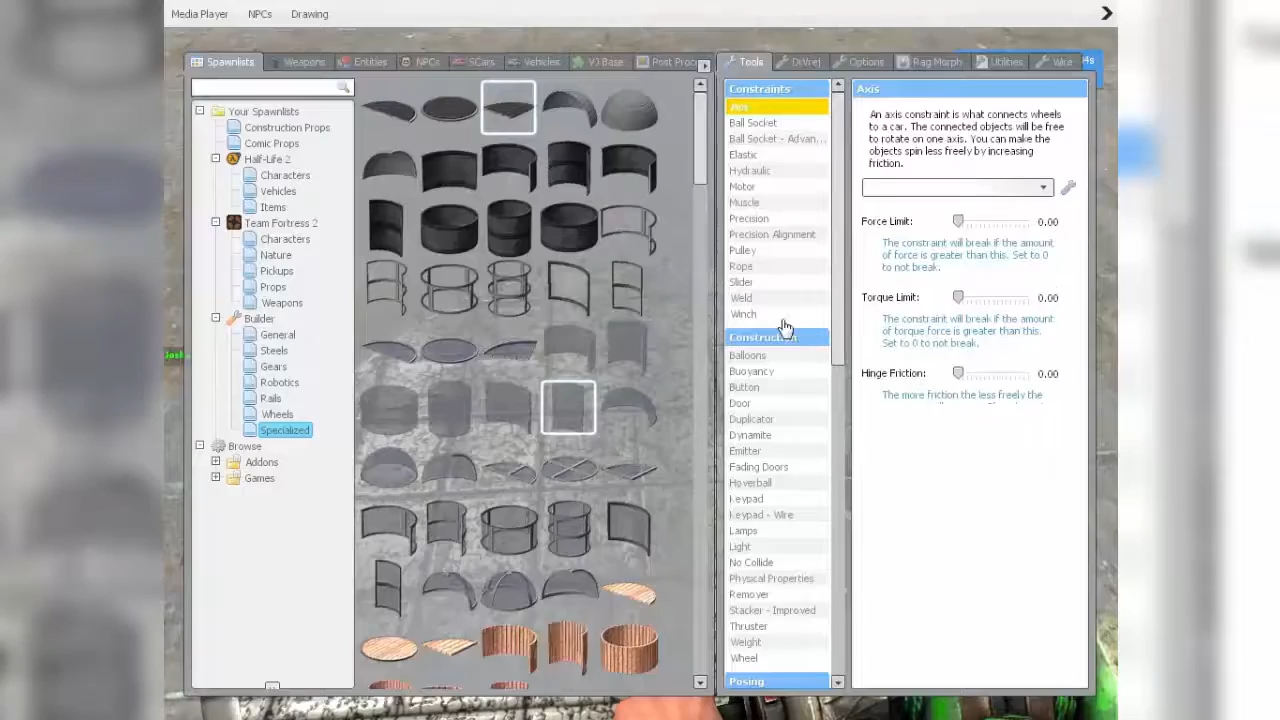 Media Player NPCs Drawing
Spawnlists Weapons Entities NPCs SCars Vehicles VJ Base Post Proc
Tools DrVrej Options Rag Morph Utilities Wire 4s
Your Spawnlists
Construction Props
Comic Props
Half-Life 2
Characters
Vehicles
Items
Team Fortress 2
Characters
Nature
Pickups
Props
Weapons
Builder
General
Steels
Gears
Robotics
Rails
Wheels
Specialized
Browse
Addons
Games
Constraints
Axis
Ball Socket
Ball Socket - Advan...
Elastic
Hydraulic
Motor
Muscle
Precision
Precision Alignment
Pulley
Rope
Slider
Weld
Winch
Construction
Balloons
Buoyancy
Button
Door
Duplicator
Dynamite
Emitter
Fading Doors
Hoverball
Keypad
Keypad - Wire
Lamps
Light
No Collide
Physical Properties
Remover
Stacker - Improved
Thruster
Weight
Wheel
Posing
Axis
An axis constraint is what connects wheels
to a car. The connected objects will be free
to rotate on one axis. You can make the
objects spin less freely by increasing
friction.
Force Limit: 0.00
The constraint will break if the amount
of force is greater than this. Set to 0
to not break.
Torque Limit: 0.00
The constraint will break if the amount
of torque force is greater than this.
Set to 0 to not break.
Hinge Friction: 0.00
The more friction the less freely the